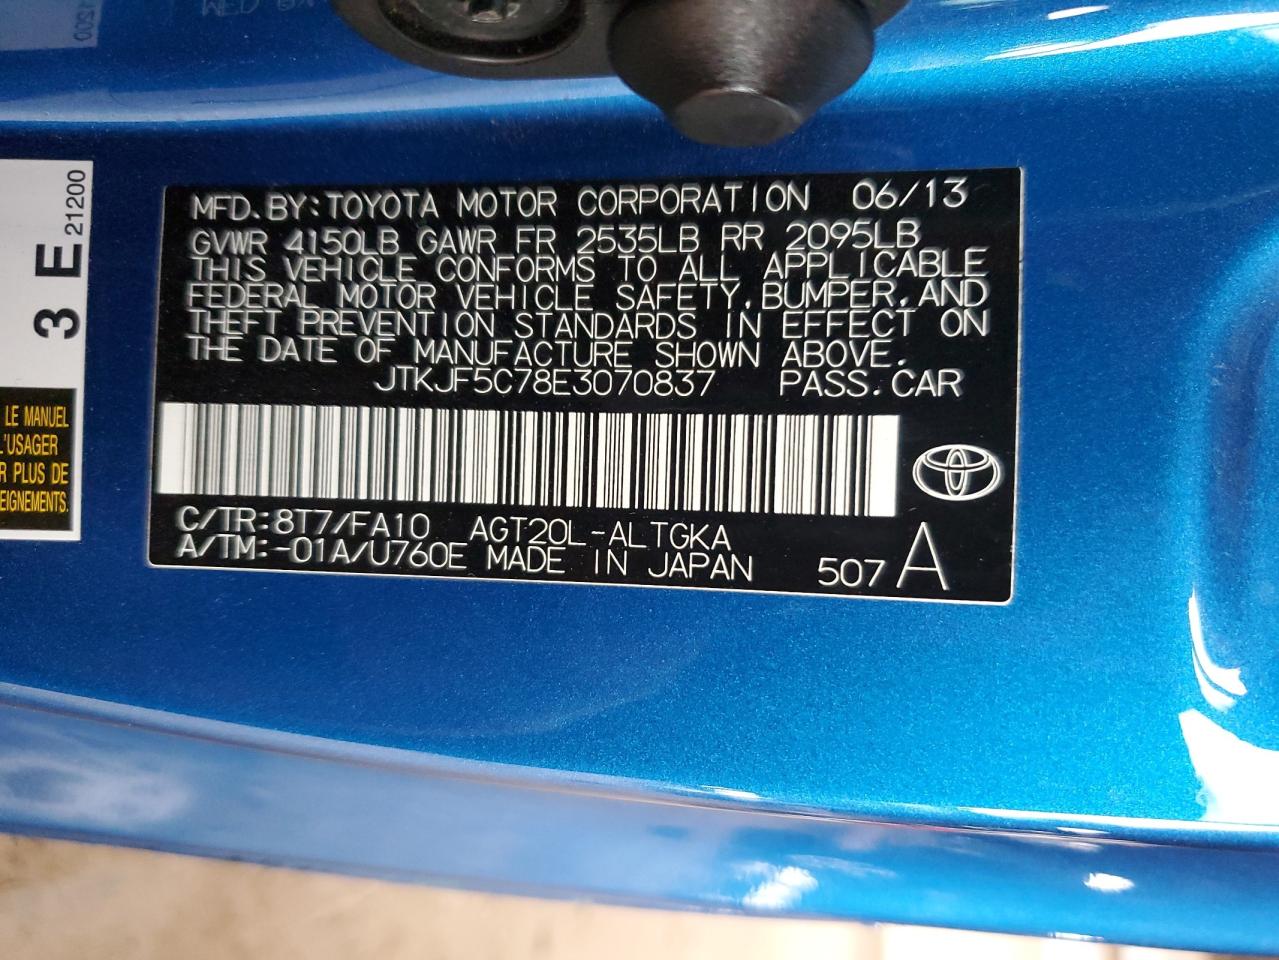 MFD. BY: TOYOTA MOTOR CORPORATION 06/13
GVWR 4150LB GAWR FR 2535LB RR 2095LB
THIS VEHICLE CONFORMS TO ALL APPLICABLE
FEDERAL MOTOR VEHICLE SAFETY, BUMPER, AND
THEFT PREVENTION STANDARDS IN EFFECT ON
THE DATE OF MANUFACTURE SHOWN ABOVE.
JTKJF5C78E3070837 PASS. CAR
C/TR: 8T7/FA10 AGT20L-ALTGKA
A/TM: -01A/U760E MADE IN JAPAN 507 A
3 E 21200
LE MANUEL
L'USAGER
R PLUS DE
EIGNEMENTS.